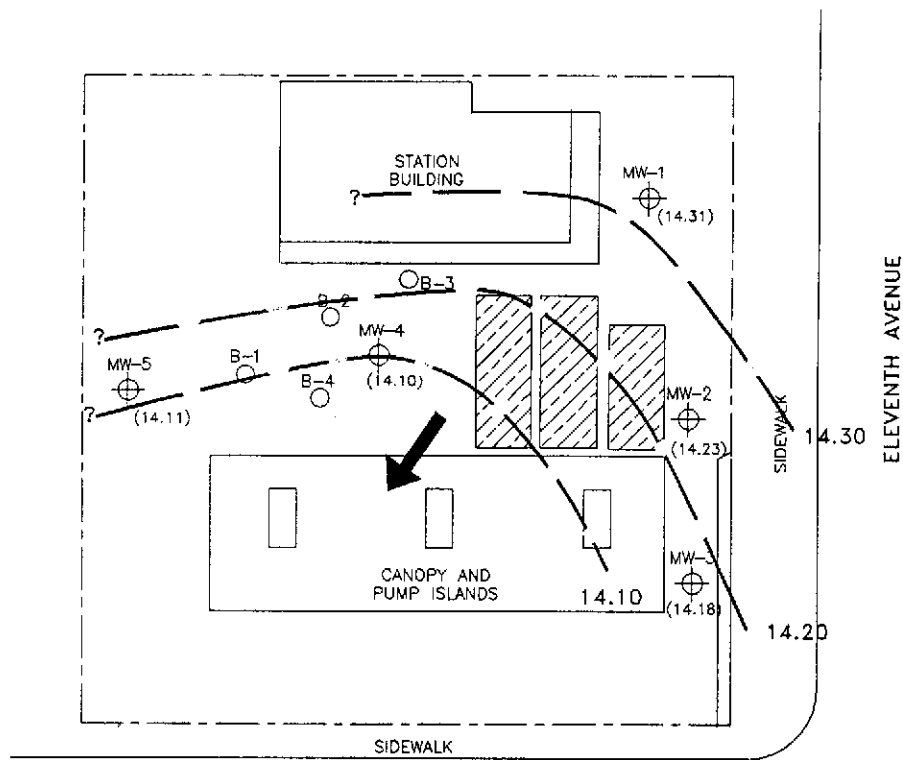 STATION
BUILDING
MW-1
(14.31)
?
B-3
B-2
?
MW-4
(14.10)
MW-5
(14.11)
B-1
B-4
?
MW-2
(14.23)
SIDEWALK
14.30
ELEVENTH AVENUE
CANOPY AND
PUMP ISLANDS
14.10
MW-3
(14.18)
14.20
SIDEWALK